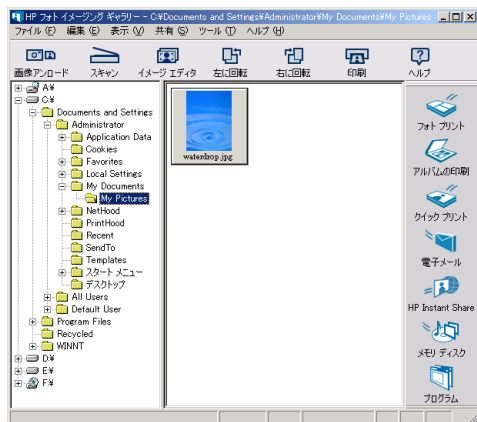 HP フォト イメージング ギャラリー - C:¥Documents and Settings¥Administrator¥My Documents¥My Pictures
ファイル (F) 編集 (E) 表示 (V) 共有 (S) ツール (T) ヘルプ (H)
画像アンロード スキャン イメージ エディタ 左に回転 右に回転 印刷 ヘルプ
A:¥
C:¥
Documents and Settings
Administrator
Application Data
Cookies
Favorites
Local Settings
My Documents
My Pictures
NetHood
PrintHood
Recent
SendTo
Templates
スタート メニュー
デスクトップ
All Users
Default User
Program Files
Recycled
WINNT
D:¥
E:¥
F:¥
waterdrop.jpg
フォト プリント
アルバムの印刷
クイック プリント
電子メール
HP Instant Share
メモリ ディスク
プログラム